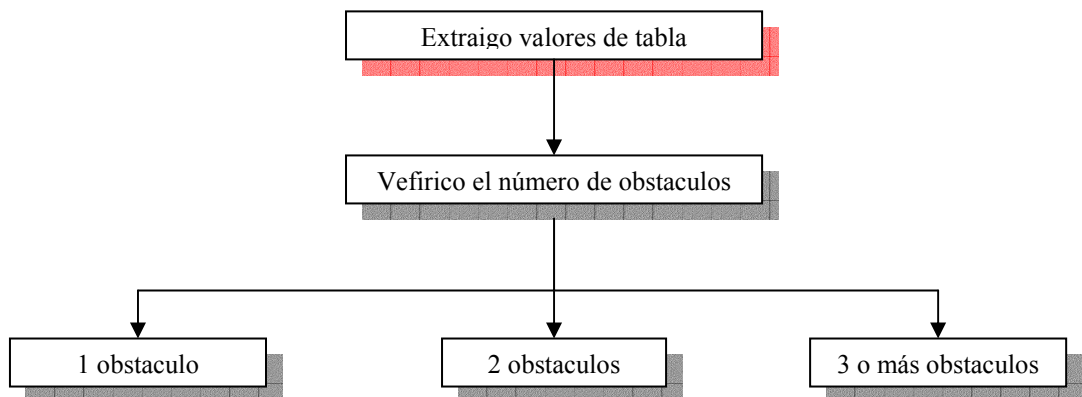 Extraigo valores de tabla
Vefirico el número de obstaculos
1 obstaculo
2 obstaculos
3 o más obstaculos